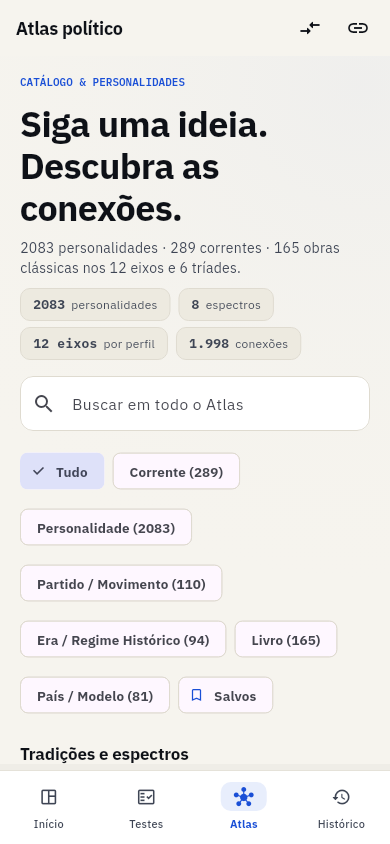 Atlas político
CATÁLOGO & PERSONALIDADES
Siga uma ideia.
Descubra as
conexões.
2083 personalidades · 289 correntes · 165 obras
clássicas nos 12 eixos e 6 tríades.
2083 personalidades
8 espectros
12 eixos por perfil
1.998 conexões
Buscar em todo o Atlas
Tudo
Corrente (289)
Personalidade (2083)
Partido / Movimento (110)
Era / Regime Histórico (94)
Livro (165)
País / Modelo (81)
Salvos
Tradições e espectros
Início
Testes
Atlas
Histórico